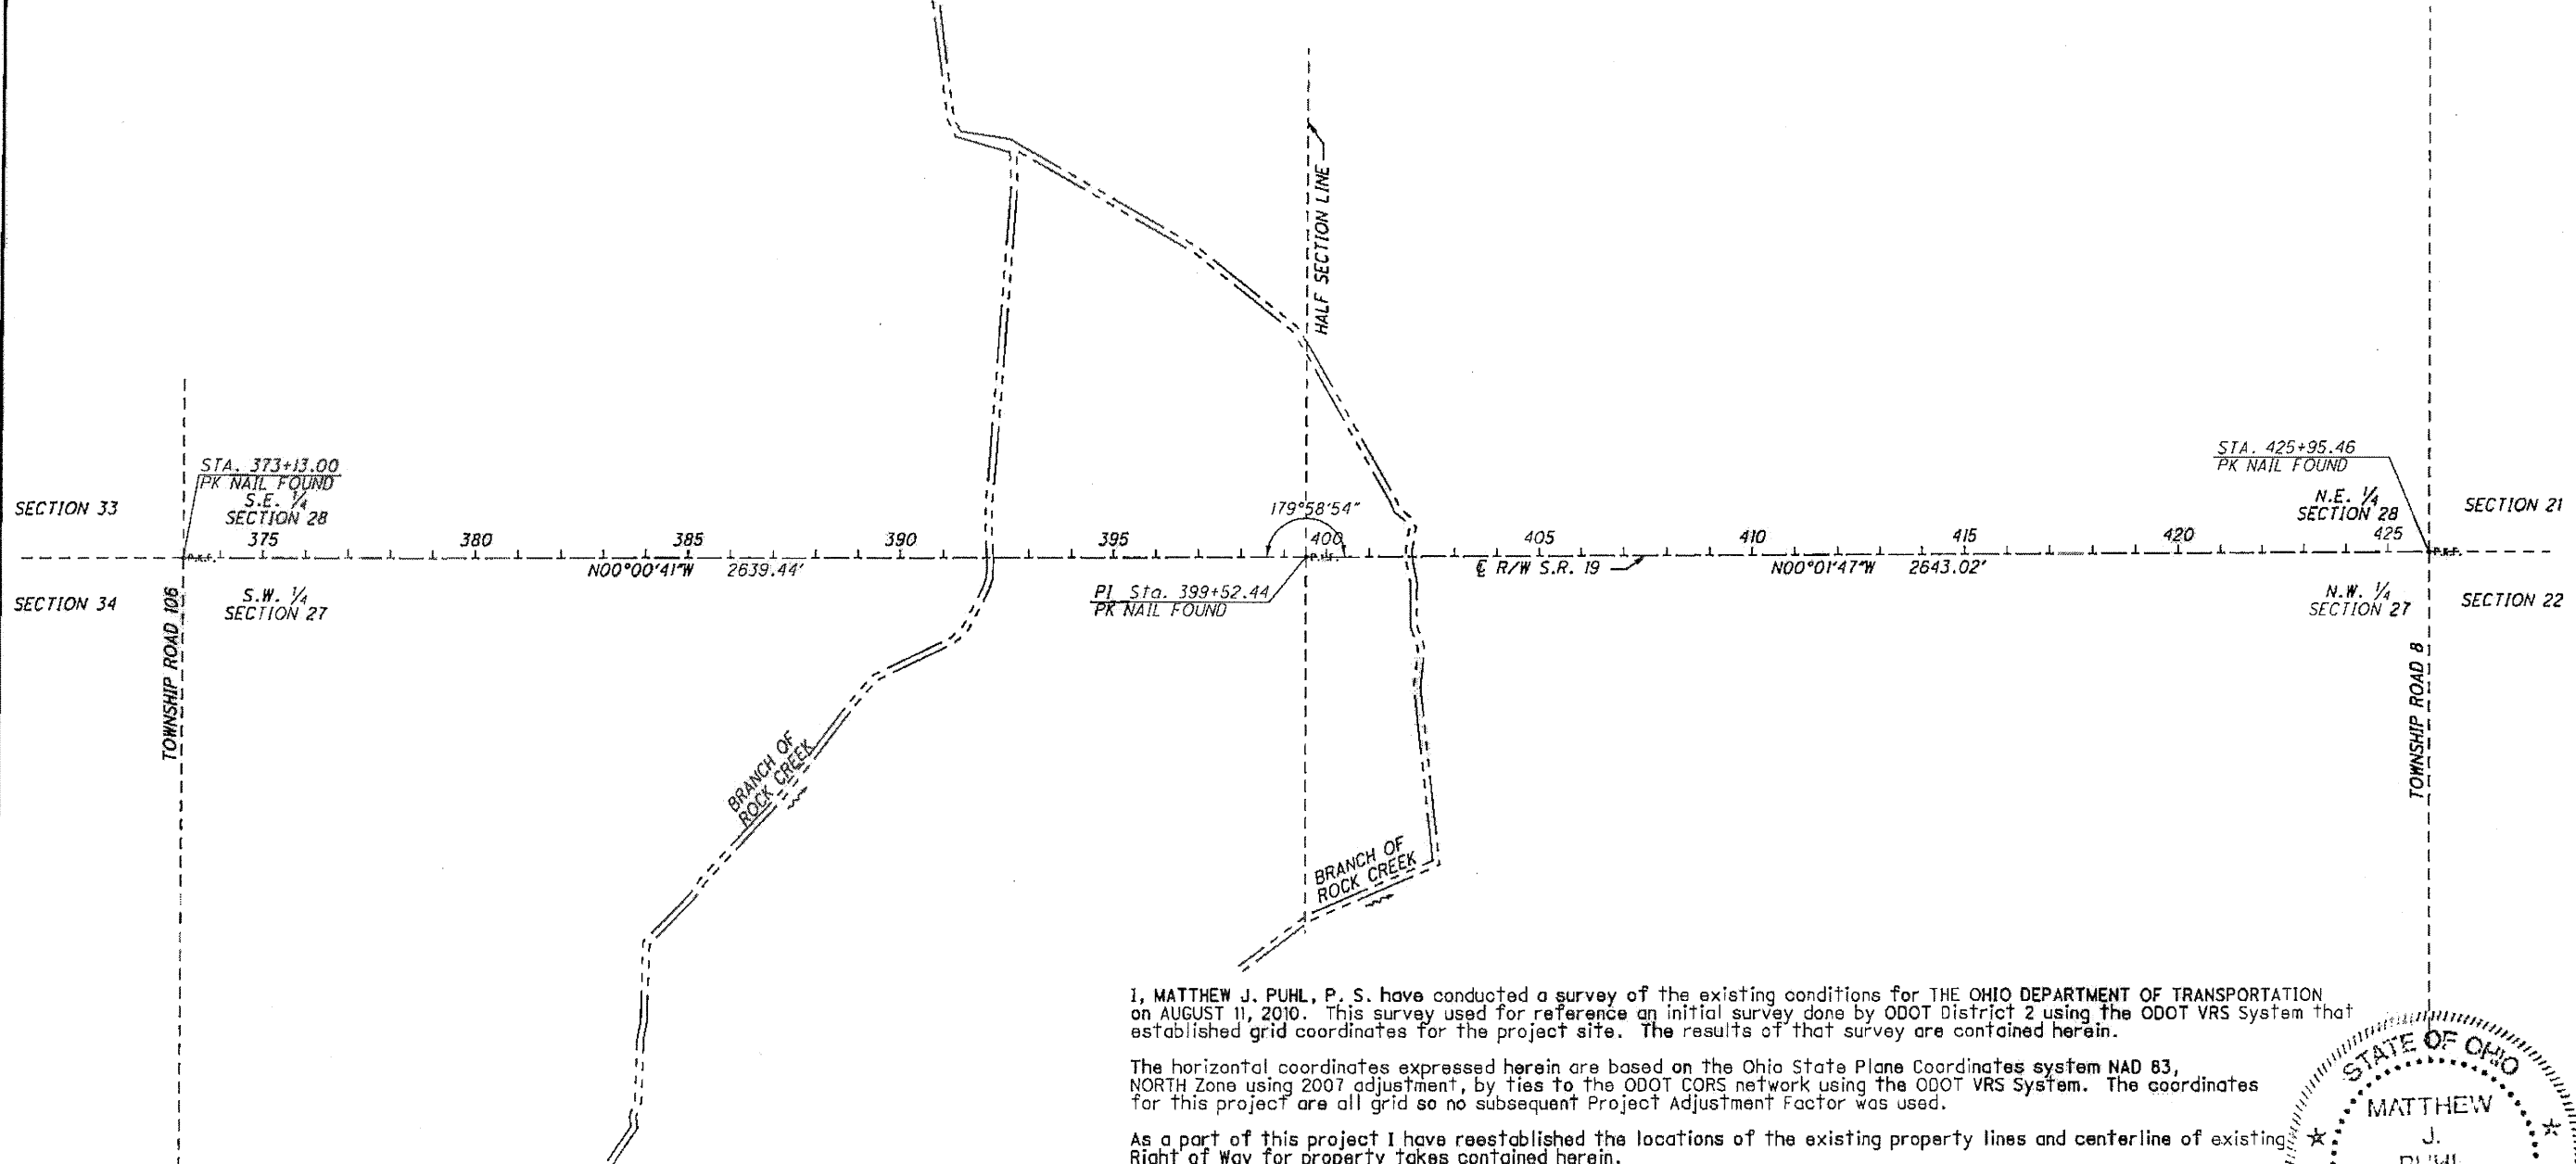 HALF SECTION LINE
STA. 373+13.00
PK NAIL FOUND
S.E. 1/4
SECTION 28
SECTION 33
STA. 425+95.46
PK NAIL FOUND
N.E. 1/4
SECTION 28
SECTION 21
179°58'54"
375 380 385 390 395 400 405 410 415 420 425
P.K.F. P.K.F. P.K.F.
N00°00'41"W 2639.44'
℄ R/W S.R. 19
N00°01'47"W 2643.02'
SECTION 34
S.W. 1/4
SECTION 27
PI Sta. 399+52.44
PK NAIL FOUND
N.W. 1/4
SECTION 27
SECTION 22
TOWNSHIP ROAD 106
TOWNSHIP ROAD 8
BRANCH OF
ROCK CREEK
BRANCH OF
ROCK CREEK
I, MATTHEW J. PUHL, P. S. have conducted a survey of the existing conditions for THE OHIO DEPARTMENT OF TRANSPORTATION
on AUGUST 11, 2010. This survey used for reference an initial survey done by ODOT District 2 using the ODOT VRS System that
established grid coordinates for the project site. The results of that survey are contained herein.
The horizontal coordinates expressed herein are based on the Ohio State Plane Coordinates system NAD 83,
NORTH Zone using 2007 adjustment, by ties to the ODOT CORS network using the ODOT VRS System. The coordinates
for this project are all grid so no subsequent Project Adjustment Factor was used.
As a part of this project I have reestablished the locations of the existing property lines and centerline of existing
Right of Way for property takes contained herein.
STATE OF OHIO
MATTHEW
J.
PUHL